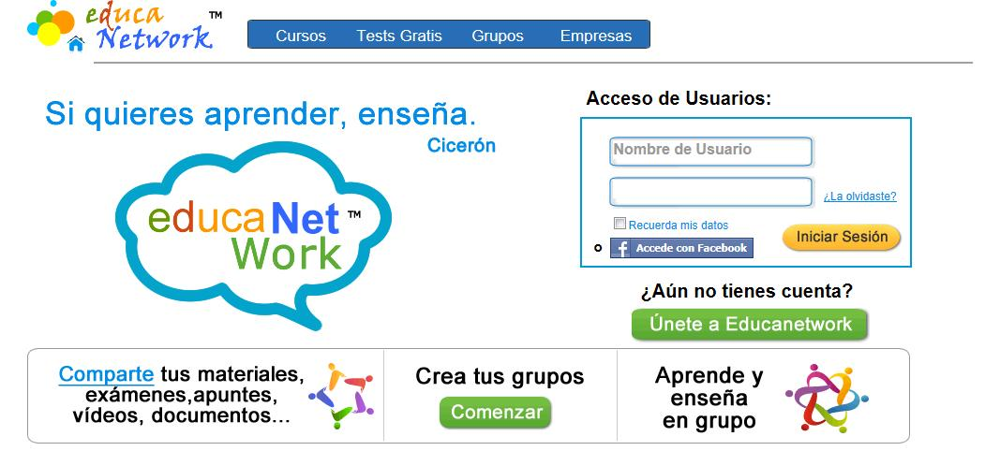 educa
Network ™
Cursos Tests Gratis Grupos Empresas
Si quieres aprender, enseña.
Cicerón
educaNet ™
Work
Acceso de Usuarios:
Nombre de Usuario
¿La olvidaste?
Recuerda mis datos
o f Accede con Facebook
Iniciar Sesión
¿Aún no tienes cuenta?
Únete a Educanetwork
Comparte tus materiales,
exámenes,apuntes,
vídeos, documentos...
Crea tus grupos
Comenzar
Aprende y
enseña
en grupo